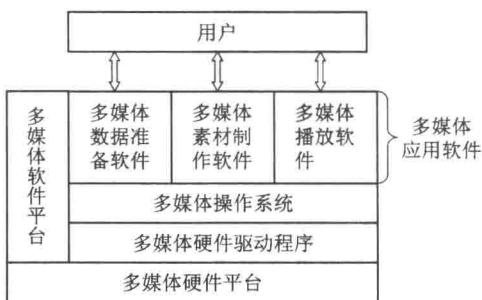 用户
多媒体软件平台
多媒体
数据准
备软件
多媒体
素材制
作软件
多媒体
播放软
件
多媒体
应用软件
多媒体操作系统
多媒体硬件驱动程序
多媒体硬件平台